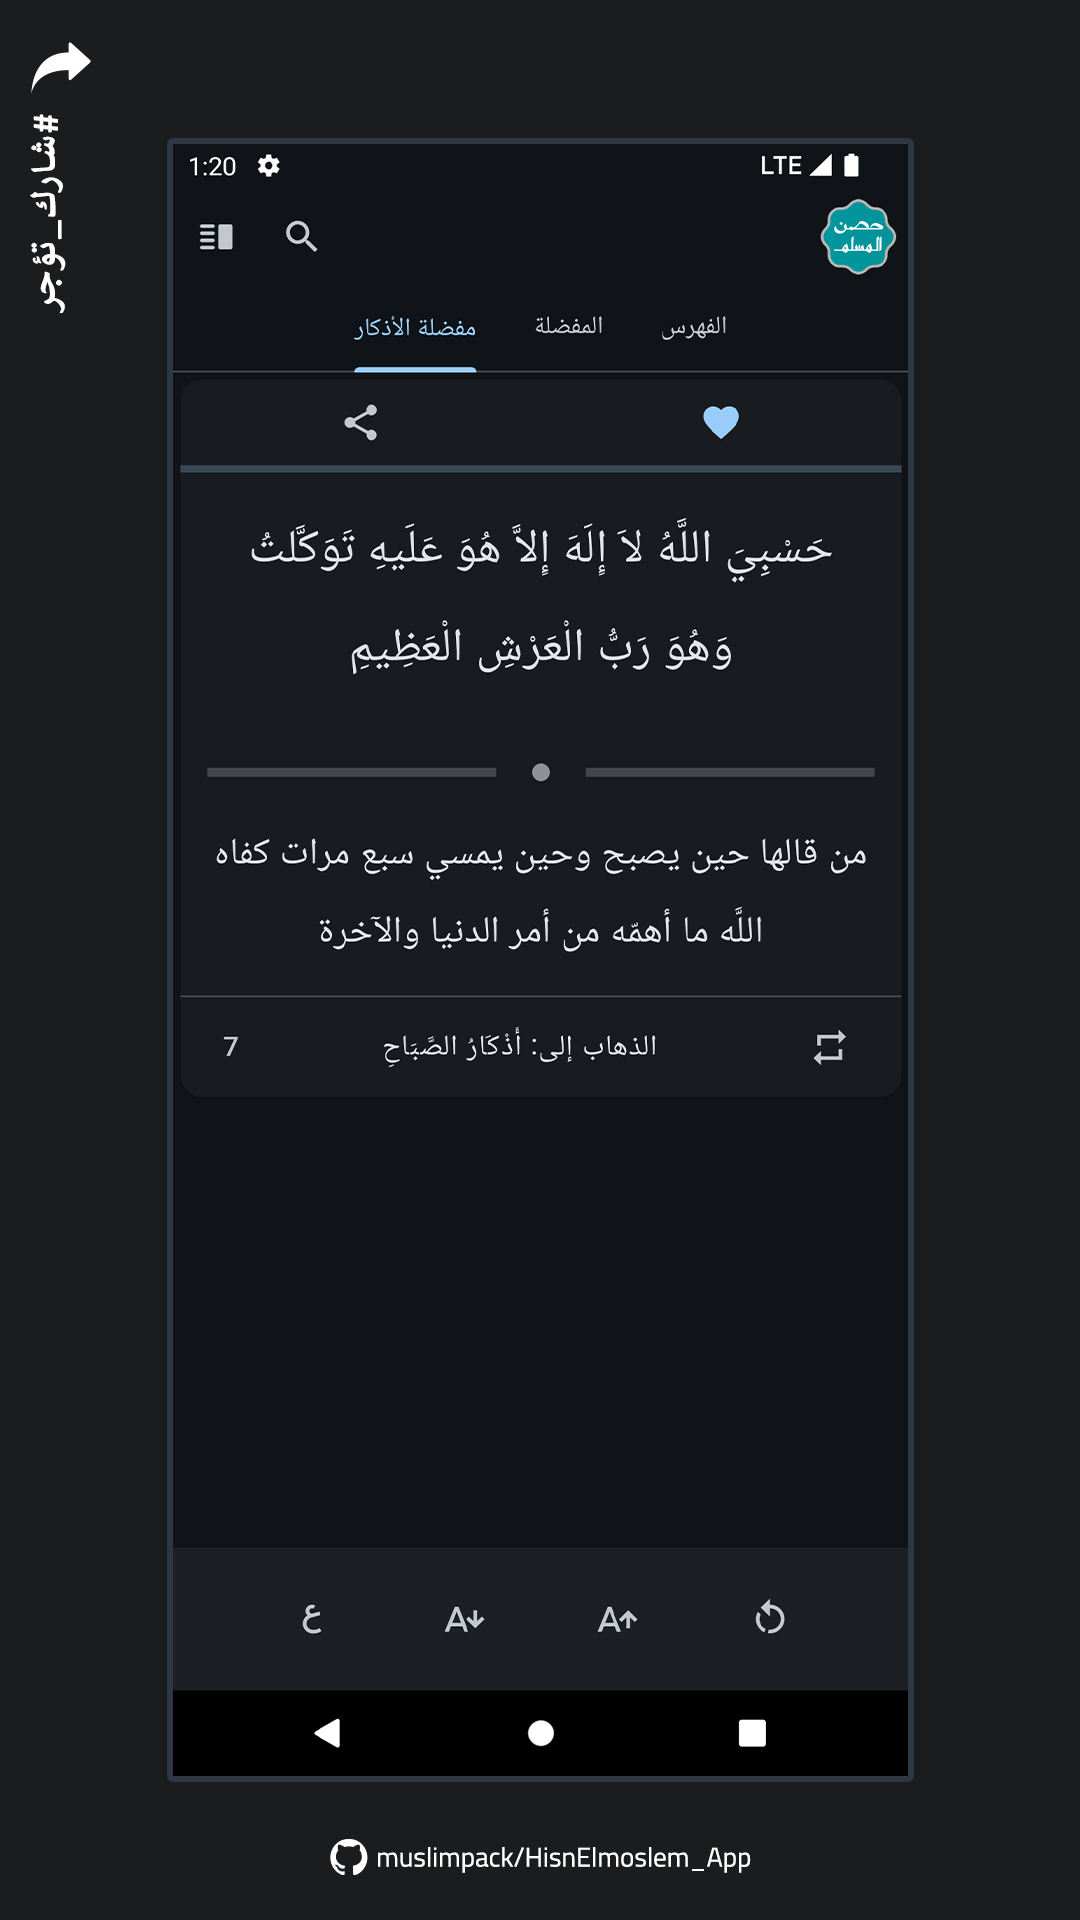 #شارك_تؤجر
1:20
LTE
حصن
المسلم
الفهرس
المفضلة
مفضلة الأذكار
حَسْبِيَ اللَّهُ لاَ إِلَهَ إِلاَّ هُوَ عَلَيهِ تَوَكَّلتُ
وَهُوَ رَبُّ الْعَرْشِ الْعَظِيمِ
من قالها حين يصبح وحين يمسي سبع مرات كفاه
اللَّه ما أهمّه من أمر الدنيا والآخرة
الذهاب إلى: أَذْكَارُ الصَّبَاحِ
7
A
A
ع
muslimpack/HisnElmoslem_App